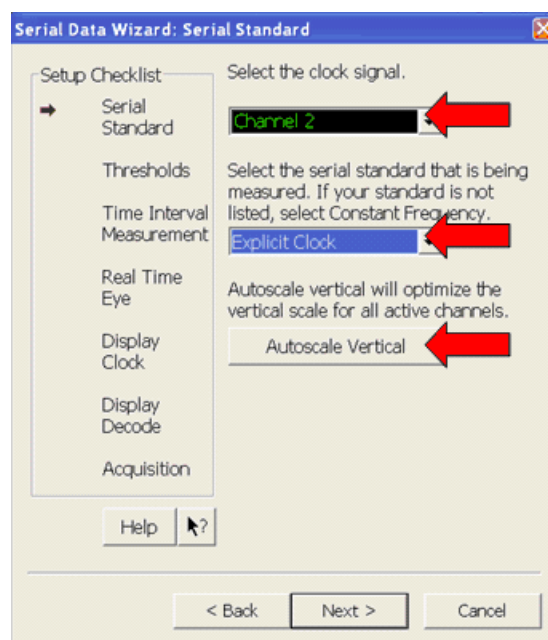 Serial Data Wizard: Serial Standard
Setup Checklist
Serial
Standard
Thresholds
Time Interval
Measurement
Real Time
Eye
Display
Clock
Display
Decode
Acquisition
Select the clock signal.
Channel 2
Select the serial standard that is being
measured. If your standard is not
listed, select Constant Frequency.
Explicit Clock
Autoscale vertical will optimize the
vertical scale for all active channels.
Autoscale Vertical
Help
?
< Back
Next >
Cancel